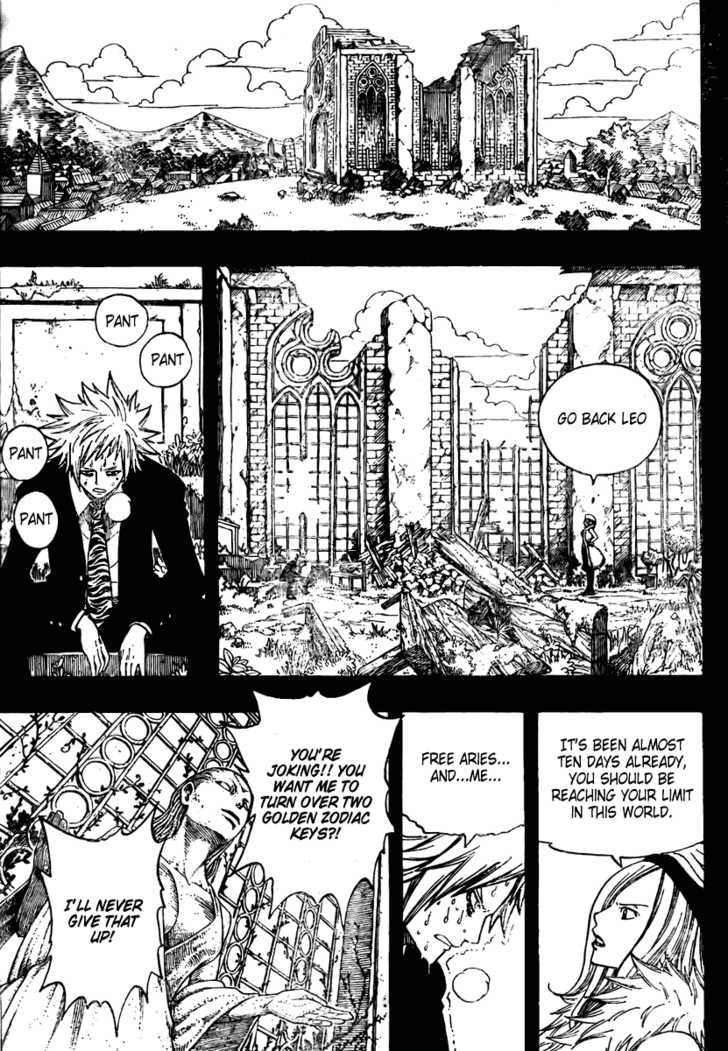 GO BACK LEO
PANT
PANT
PANT
PANT
IT'S BEEN ALMOST
TEN DAYS ALREADY,
YOU SHOULD BE
REACHING YOUR LIMIT
IN THIS WORLD.
FREE ARIES...
AND...ME...
YOU'RE
JOKING!! YOU
WANT ME TO
TURN OVER TWO
GOLDEN ZODIAC
KEYS?!
I'LL NEVER
GIVE THAT
UP!